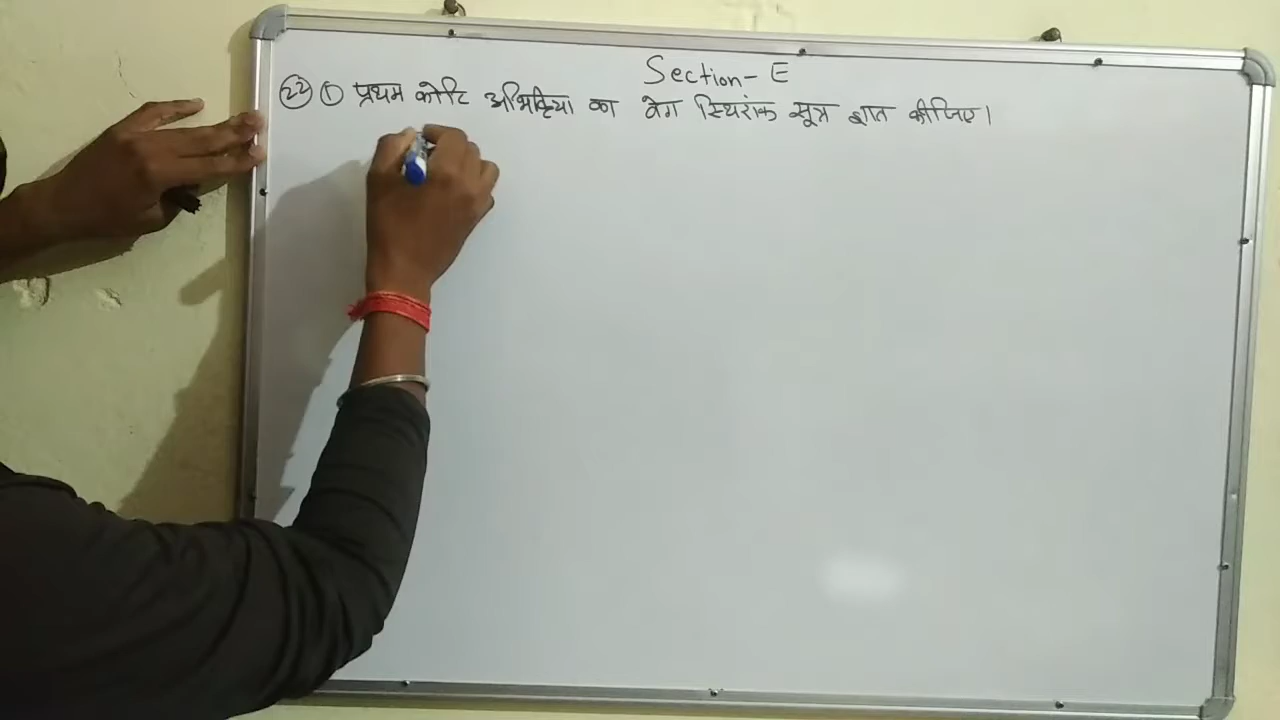 Section - E
22 ① प्रथम कोटि अभिक्रिया का वेग स्थिरांक सूत्र ज्ञात कीजिए।